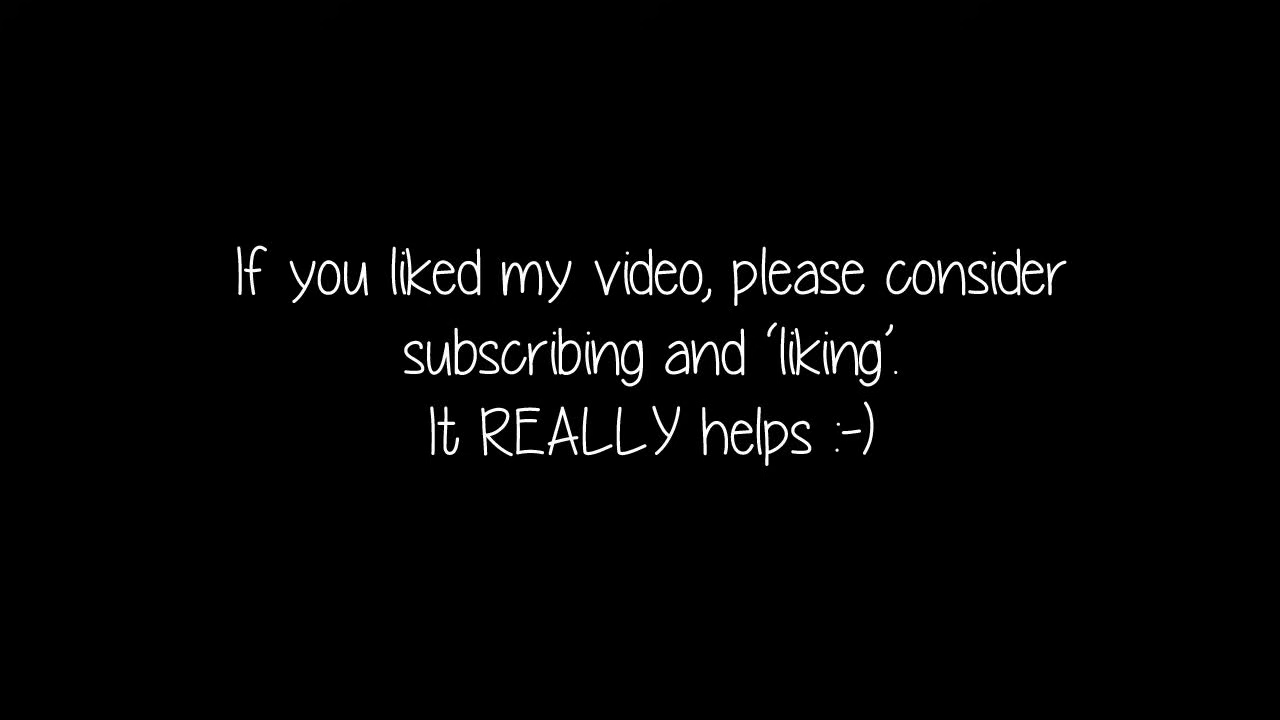 If you liked my video, please consider
subscribing and ‘liking’.
It REALLY helps :-)